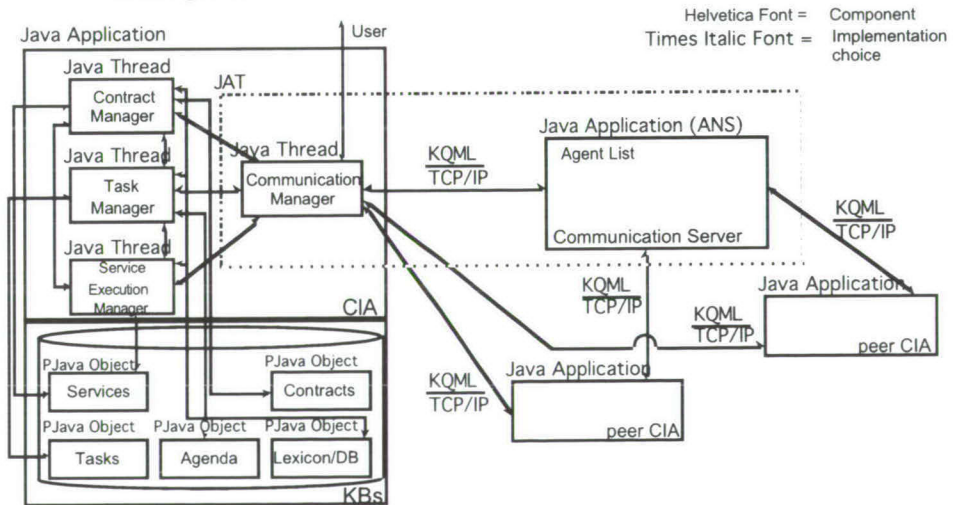 Helvetica Font = Component
Times Italic Font = Implementation choice
Java Application
User
Java Thread
Contract Manager
JAT
Java Application (ANS)
Agent List
Communication Server
Java Thread
Communication Manager
KQML
TCP/IP
Java Thread
Task Manager
KQML
TCP/IP
Java Thread
Service Execution Manager
CIA
KQML
TCP/IP
Java Application
peer CIA
KQML
TCP/IP
Java Application
peer CIA
KQML
TCP/IP
PJava Object
Services
PJava Object
Contracts
PJava Object
Tasks
PJava Object
Agenda
PJava Object
Lexicon/DB
KBs